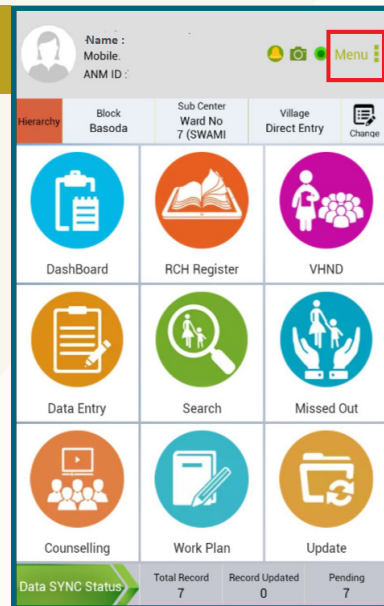 Name :
Mobile.
ANM ID :
Menu
Hierarchy
Block
Basoda
Sub Center
Ward No
7 (SWAMI
Village
Direct Entry
Change
DashBoard
RCH Register
VHND
Data Entry
Search
Missed Out
Counselling
Work Plan
Update
Data SYNC Status
Total Record
7
Record Updated
0
Pending
7